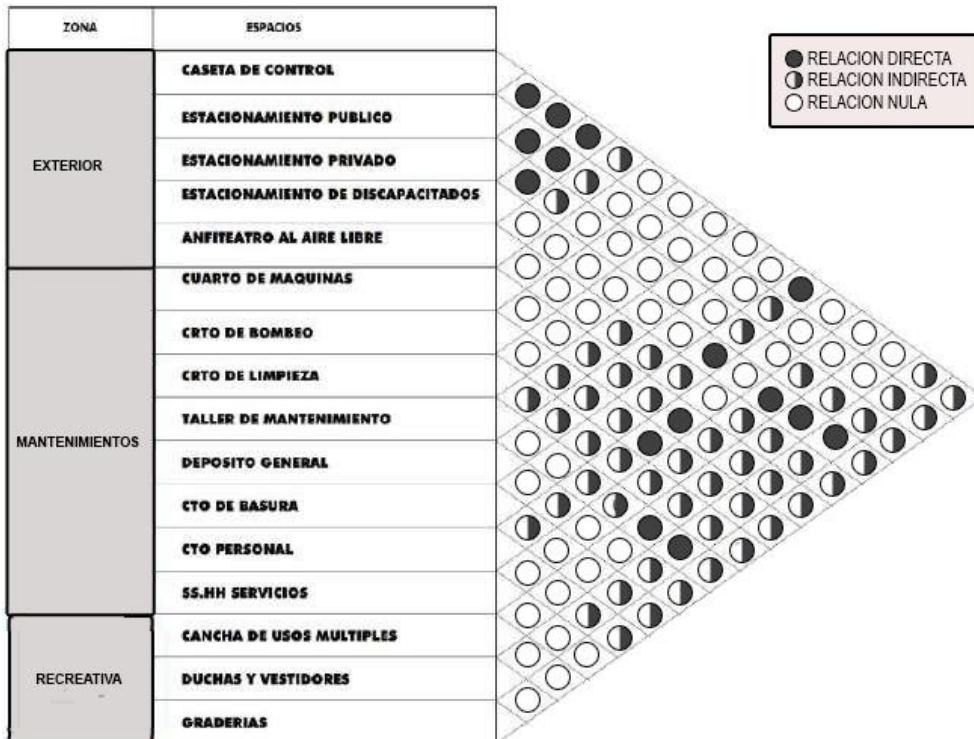 ZONA
ESPACIOS
EXTERIOR
CASETA DE CONTROL
ESTACIONAMIENTO PUBLICO
ESTACIONAMIENTO PRIVADO
ESTACIONAMIENTO DE DISCAPACITADOS
ANFITEATRO AL AIRE LIBRE
MANTENIMIENTOS
CUARTO DE MAQUINAS
CRTO DE BOMBEO
CRTO DE LIMPIEZA
TALLER DE MANTENIMIENTO
DEPOSITO GENERAL
CTO DE BASURA
CTO PERSONAL
SS.HH SERVICIOS
RECREATIVA
CANCHA DE USOS MULTIPLES
DUCHAS Y VESTIDORES
GRADERIAS
RELACION DIRECTA
RELACION INDIRECTA
RELACION NULA